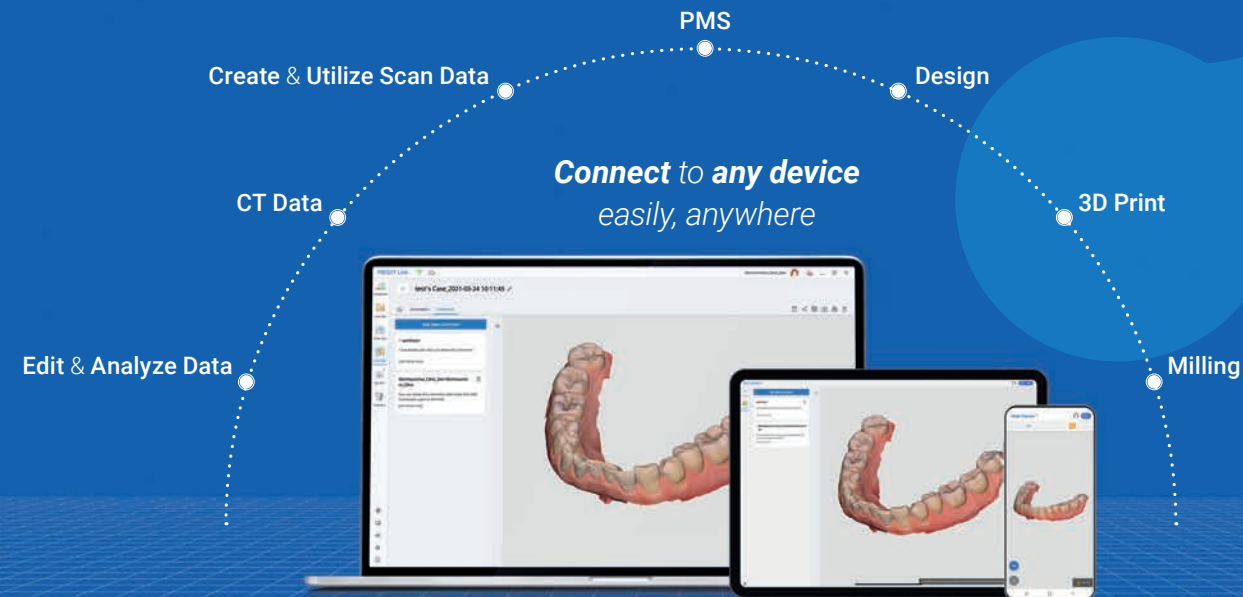 PMS
Create & Utilize Scan Data
Design
Connect to any device
easily, anywhere
CT Data
3D Print
Edit & Analyze Data
Milling
test's Case_2021-03-24 10:11:45